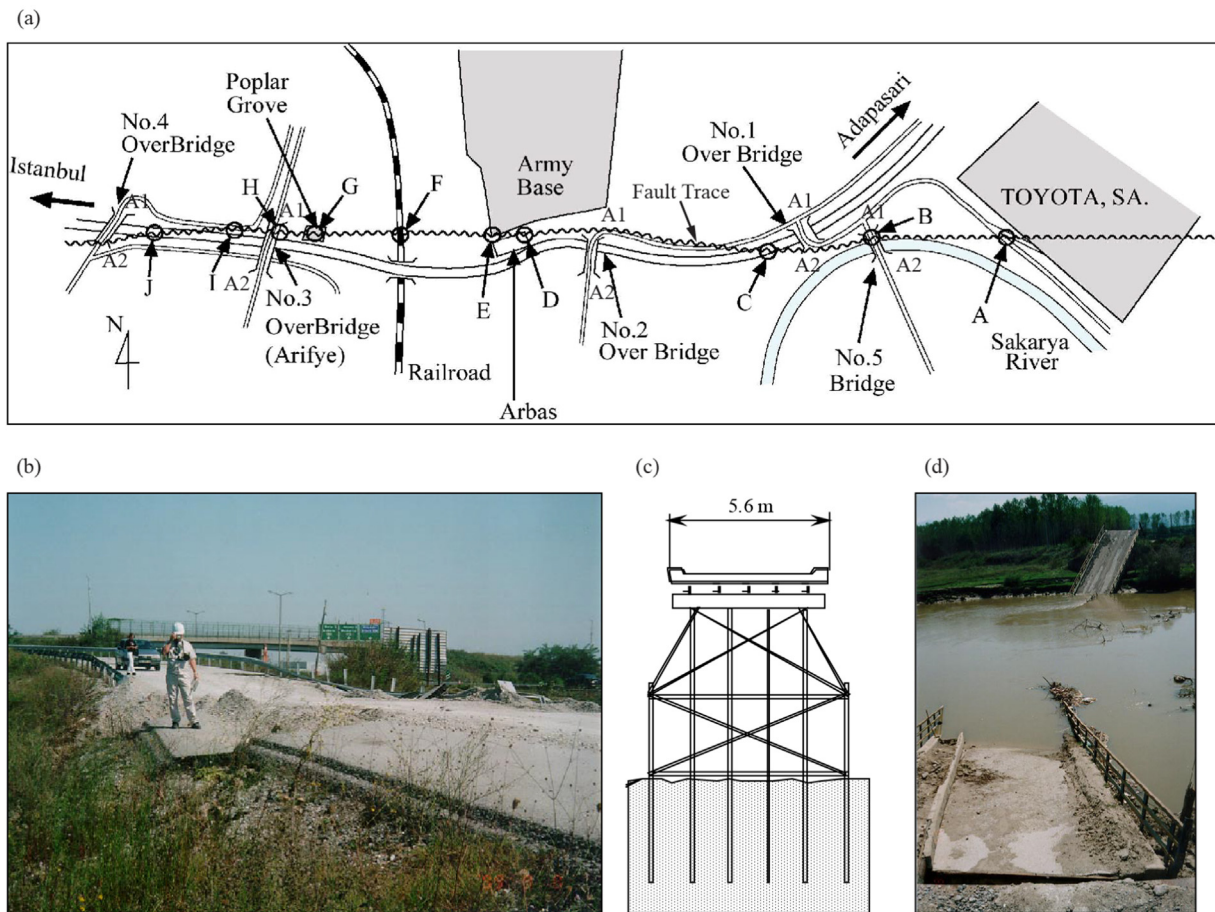 (a)
Poplar
Grove
No.4
OverBridge
Istanbul
A1
H
A1
G
F
Army
Base
No.1
Over Bridge
Adapasari
Fault Trace
A1
A1
A1
B
TOYOTA, SA.
A2
J
I
A2
No.3
OverBridge
(Arifye)
N
Railroad
E
Arbas
D
A2
No.2
Over Bridge
C
A2
A2
No.5
Bridge
A
Sakarya
River
(b)
(c)
(d)
5.6 m